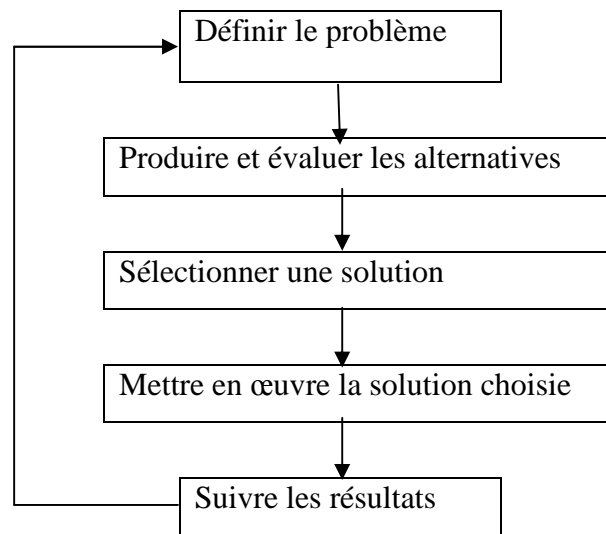 Définir le problème
Produire et évaluer les alternatives
Sélectionner une solution
Mettre en œuvre la solution choisie
Suivre les résultats